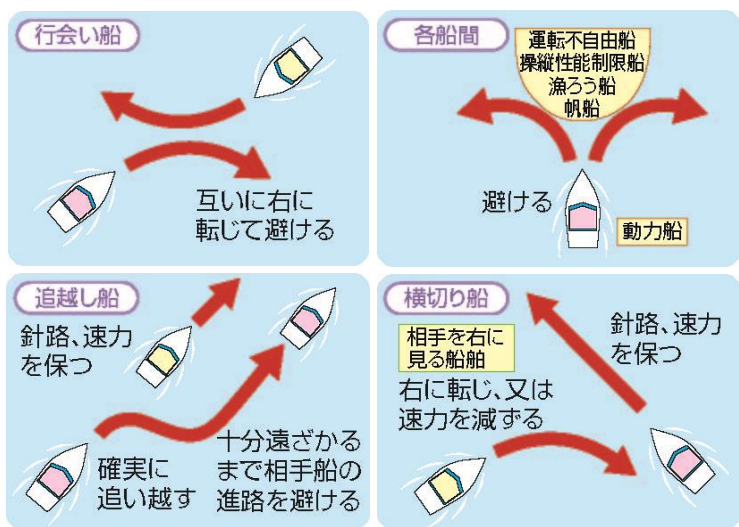 行会い船
互いに右に
転じて避ける
各船間
運転不自由船
操縦性能制限船
漁ろう船
帆船
避ける
動力船
追越し船
針路、速力
を保つ
確実に
追い越す
十分遠ざかる
まで相手船の
進路を避ける
横切り船
相手を右に
見る船舶
右に転じ、又は
速力を減ずる
針路、速力
を保つ